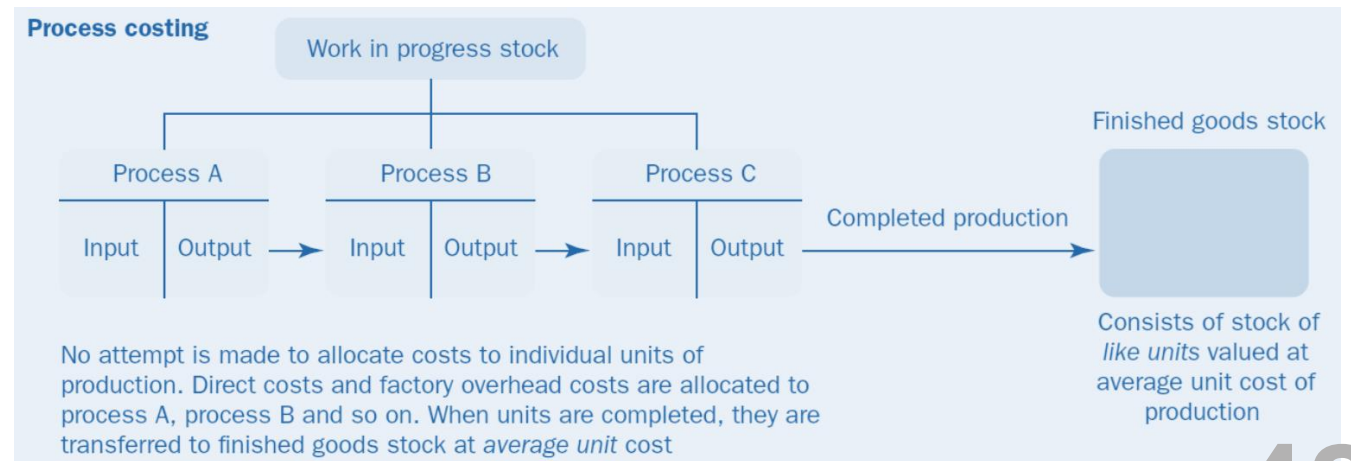 Process costing
Work in progress stock
Finished goods stock
Process A
Process B
Process C
Completed production
Input
Output
Input
Output
Input
Output
Consists of stock of
like units valued at
average unit cost of
production
No attempt is made to allocate costs to individual units of
production. Direct costs and factory overhead costs are allocated to
process A, process B and so on. When units are completed, they are
transferred to finished goods stock at average unit cost